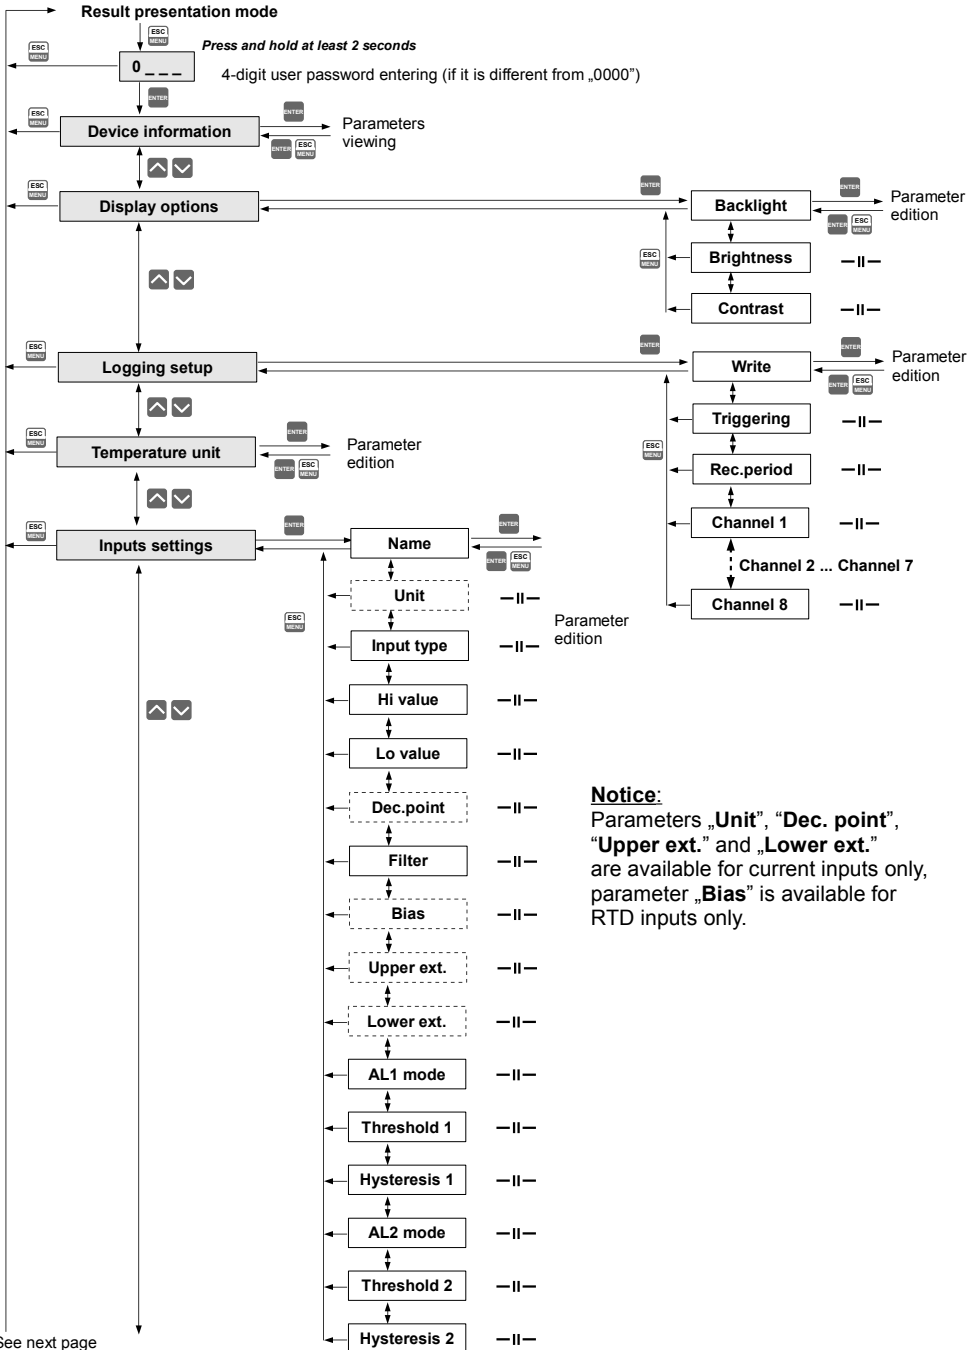 Result presentation mode
ESC
MENU
Press and hold at least 2 seconds
ESC
MENU
0 _ _ _
4-digit user password entering (if it is different from „0000”)
ENTER
ENTER
ESC
MENU
Device information
Parameters
viewing
ENTER
ESC
MENU
ESC
MENU
Display options
ENTER
Backlight
ENTER
Parameter
edition
ENTER
ESC
MENU
ESC
MENU
Brightness
—II—
Contrast
—II—
ESC
MENU
Logging setup
ENTER
Write
ENTER
Parameter
edition
ENTER
ESC
MENU
Triggering
—II—
ESC
MENU
Temperature unit
ENTER
Parameter
edition
ENTER
ESC
MENU
ESC
MENU
Rec.period
—II—
ESC
MENU
Inputs settings
ENTER
Name
ENTER
ENTER
ESC
MENU
Parameter
edition
Channel 1
—II—
Channel 2 ... Channel 7
Channel 8
—II—
ESC
MENU
Unit
—II—
Input type
—II—
Hi value
—II—
Lo value
—II—
Dec.point
—II—
Filter
—II—
Bias
—II—
Upper ext.
—II—
Lower ext.
—II—
AL1 mode
—II—
Threshold 1
—II—
Hysteresis 1
—II—
AL2 mode
—II—
Threshold 2
—II—
Hysteresis 2
—II—
Notice:
Parameters „Unit”, “Dec. point”,
“Upper ext.” and „Lower ext.”
are available for current inputs only,
parameter „Bias” is available for
RTD inputs only.
See next page